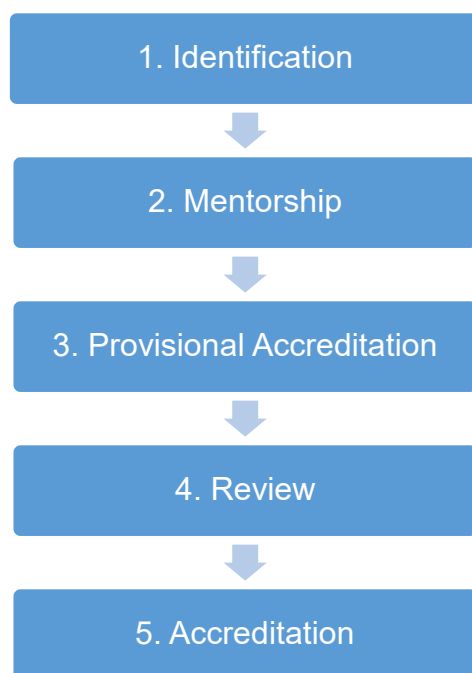 1. Identification
2. Mentorship
3. Provisional Accreditation
4. Review
5. Accreditation